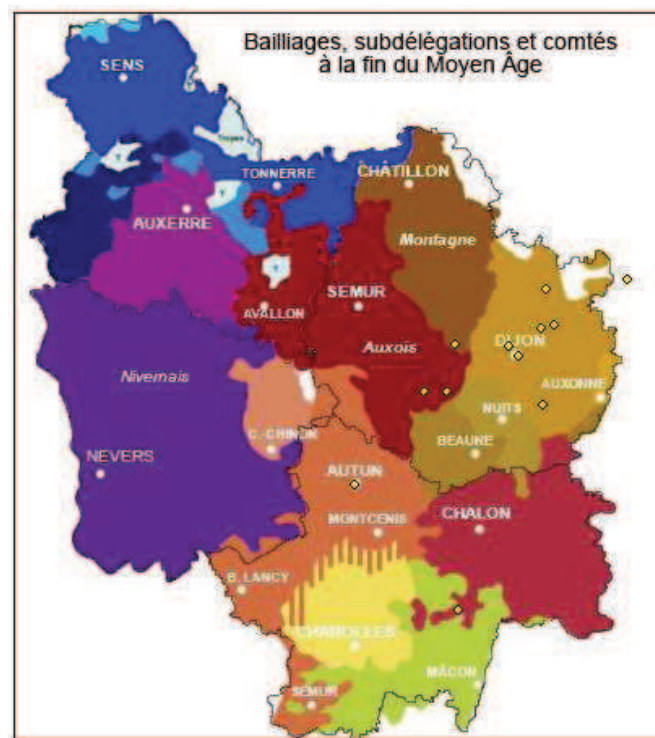 Bailliages, subdélégations et comtés
à la fin du Moyen Âge
SENS
Troyes
T
TONNERRE
CHÂTILLON
T
AUXERRE
Montagne
T
AVALLON
SEMUR
DIJON
Auxois
Nivernais
AUXONNE
NUITS
C.-CHINON
BEAUNE
NEVERS
AUTUN
MONTCENIS
CHALON
B. LANCY
CHAROLLES
MÂCON
SEMUR